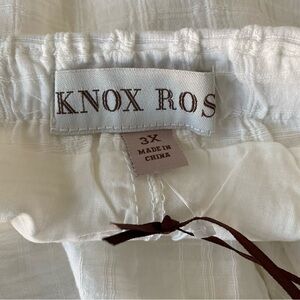 KNOX ROS
3X
MADE IN
CHINA